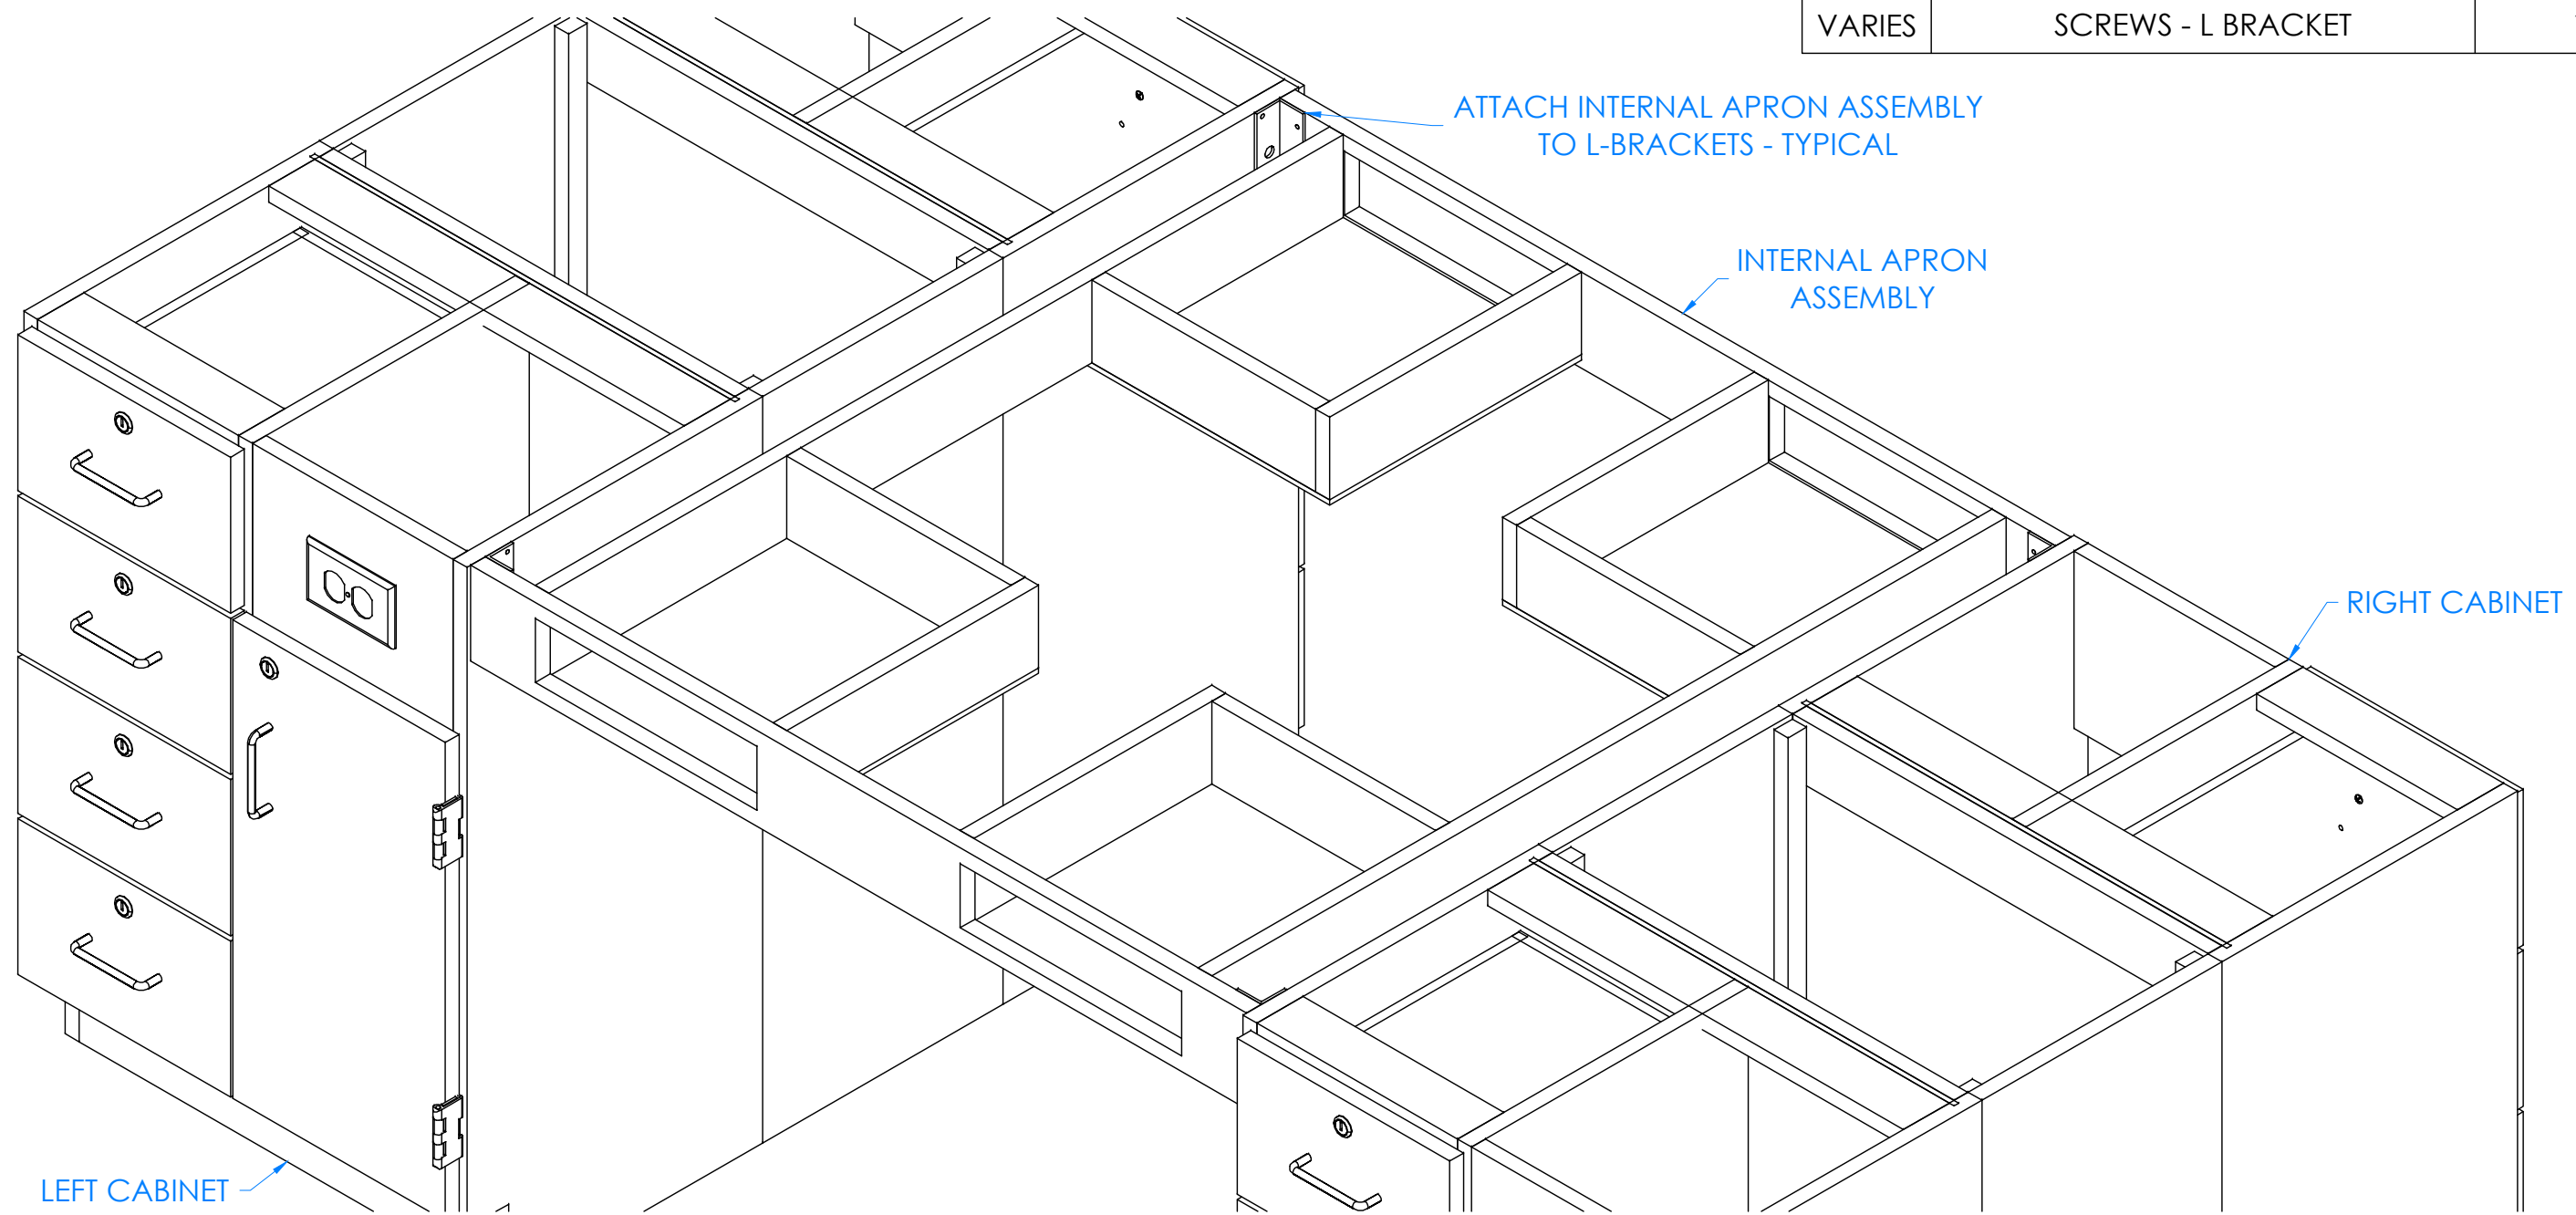 VARIES SCREWS - L BRACKET
ATTACH INTERNAL APRON ASSEMBLY
TO L-BRACKETS - TYPICAL
INTERNAL APRON
ASSEMBLY
RIGHT CABINET
LEFT CABINET